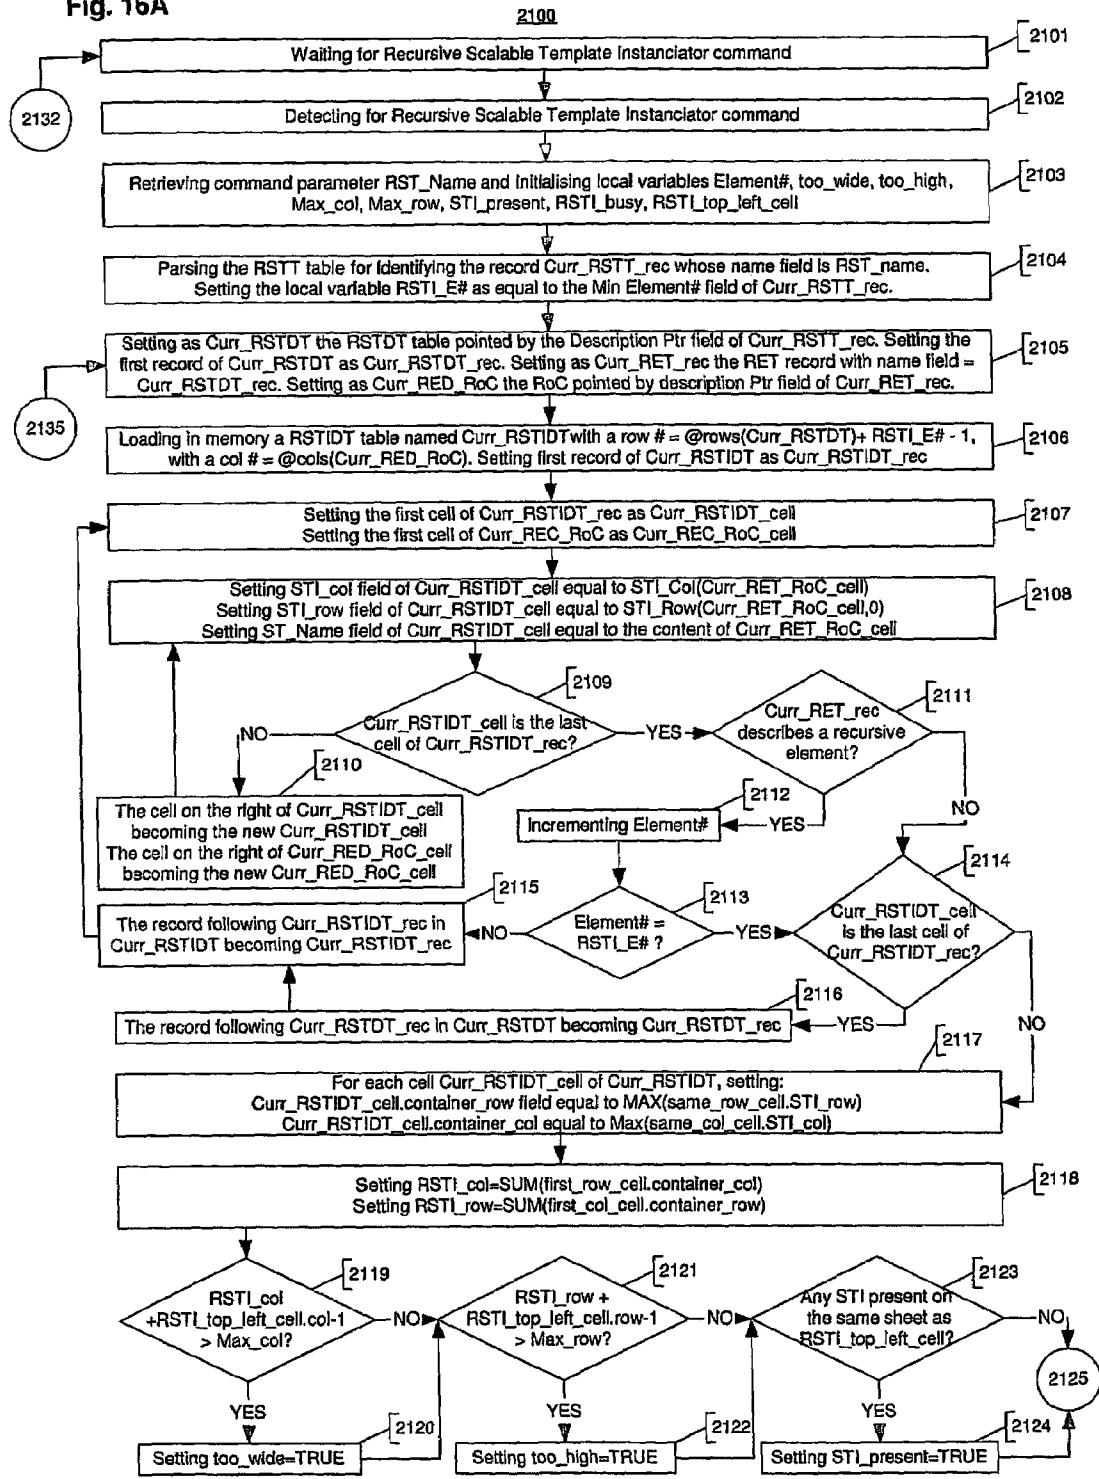 Fig. 16A
2100
Waiting for Recursive Scalable Template Instanciator command
2101
2132
Detecting for Recursive Scalable Template Instanciator command
2102
Retrieving command parameter RST_Name and Initialising local variables Element#, too_wide, too_high,
Max_col, Max_row, STI_present, RSTI_busy, RSTI_top_left_cell
2103
Parsing the RSTT table for identifying the record Curr_RSTT_rec whose name field is RST_name.
Setting the local variable RSTI_E# as equal to the Min Element# field of Curr_RSTT_rec.
2104
Setting as Curr_RSTDT the RSTDT table pointed by the Description Ptr field of Curr_RSTT_rec. Setting the
first record of Curr_RSTDT as Curr_RSTDT_rec. Setting as Curr_RET_rec the RET record with name field =
Curr_RSTDT_rec. Setting as Curr_RED_RoC the RoC pointed by description Ptr field of Curr_RET_rec.
2105
2135
Loading in memory a RSTIDT table named Curr_RSTIDTwith a row # = @rows(Curr_RSTDT)+ RSTI_E# - 1,
with a col # = @cols(Curr_RED_RoC). Setting first record of Curr_RSTIDT as Curr_RSTIDT_rec
2106
Setting the first cell of Curr_RSTIDT_rec as Curr_RSTIDT_cell
Setting the first cell of Curr_REC_RoC as Curr_REC_RoC_cell
2107
Setting STI_col field of Curr_RSTIDT_cell equal to STI_Col(Curr_RET_RoC_cell)
Setting STI_row field of Curr_RSTIDT_cell equal to STI_Row(Curr_RET_RoC_cell,0)
Setting ST_Name field of Curr_RSTIDT_cell equal to the content of Curr_RET_RoC_cell
2108
2109
Curr_RSTIDT_cell is the last
cell of Curr_RSTIDT_rec?
NO
YES
2111
Curr_RET_rec
describes a recursive
element?
NO
YES
2110
The cell on the right of Curr_RSTIDT_cell
becoming the new Curr_RSTIDT_cell
The cell on the right of Curr_RED_RoC_cell
becoming the new Curr_RED_RoC_cell
2112
Incrementing Element#
2113
Element# =
RSTI_E# ?
NO
YES
2114
Curr_RSTIDT_cell
is the last cell of
Curr_RSTIDT_rec?
YES
NO
2115
The record following Curr_RSTIDT_rec in
Curr_RSTIDT becoming Curr_RSTIDT_rec
2116
The record following Curr_RSTDT_rec in Curr_RSTDT becoming Curr_RSTDT_rec
2117
For each cell Curr_RSTIDT_cell of Curr_RSTIDT, setting:
Curr_RSTIDT_cell.container_row field equal to MAX(same_row_cell.STI_row)
Curr_RSTIDT_cell.container_col equal to Max(same_col_cell.STI_col)
2118
Setting RSTI_col=SUM(first_row_cell.container_col)
Setting RSTI_row=SUM(first_col_cell.container_row)
2119
RSTI_col
+RSTI_top_left_cell.col-1
> Max_col?
NO
YES
2121
RSTI_row +
RSTI_top_left_cell.row-1
> Max_row?
NO
YES
2123
Any STI present on
the same sheet as
RSTI_top_left_cell?
NO
YES
2125
2120
Setting too_wide=TRUE
2122
Setting too_high=TRUE
2124
Setting STI_present=TRUE